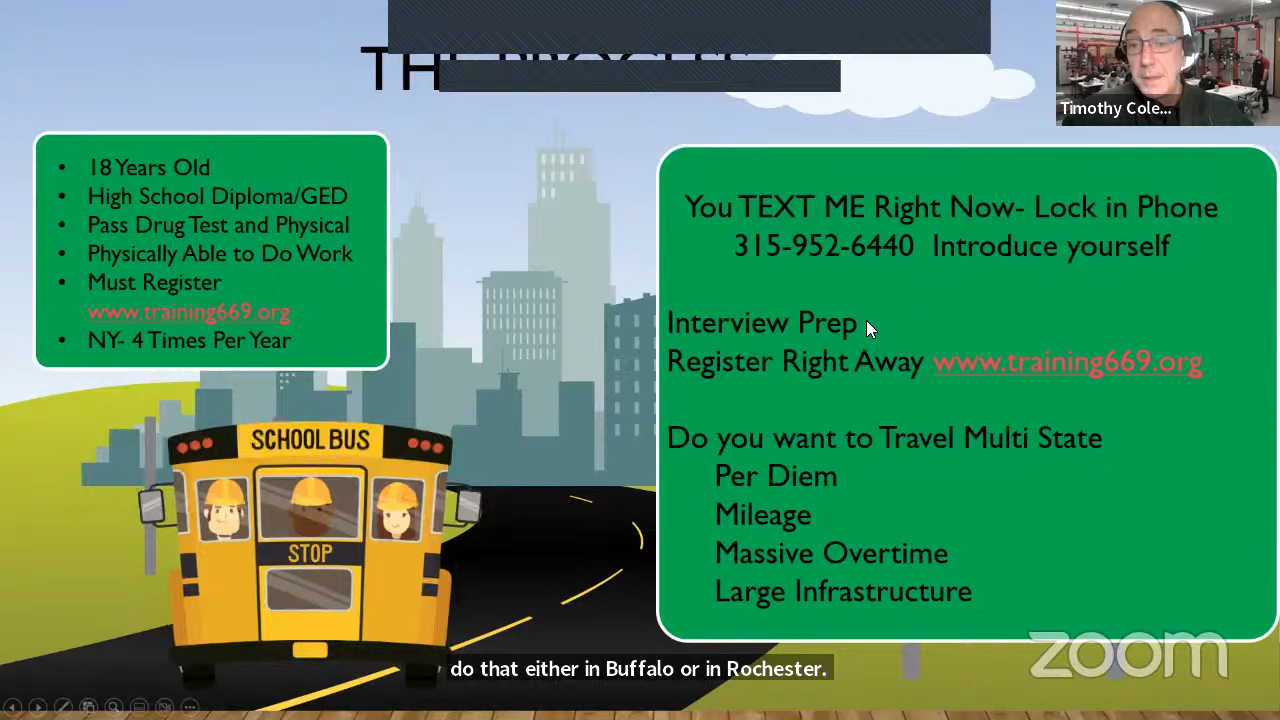 THE PROCESS
Timothy Cole...
• 18 Years Old
• High School Diploma/GED
• Pass Drug Test and Physical
• Physically Able to Do Work
• Must Register
www.training669.org
• NY- 4 Times Per Year
You TEXT ME Right Now- Lock in Phone
315-952-6440 Introduce yourself
Interview Prep
Register Right Away www.training669.org
Do you want to Travel Multi State
Per Diem
Mileage
Massive Overtime
Large Infrastructure
SCHOOL BUS
STOP
do that either in Buffalo or in Rochester.
zoom